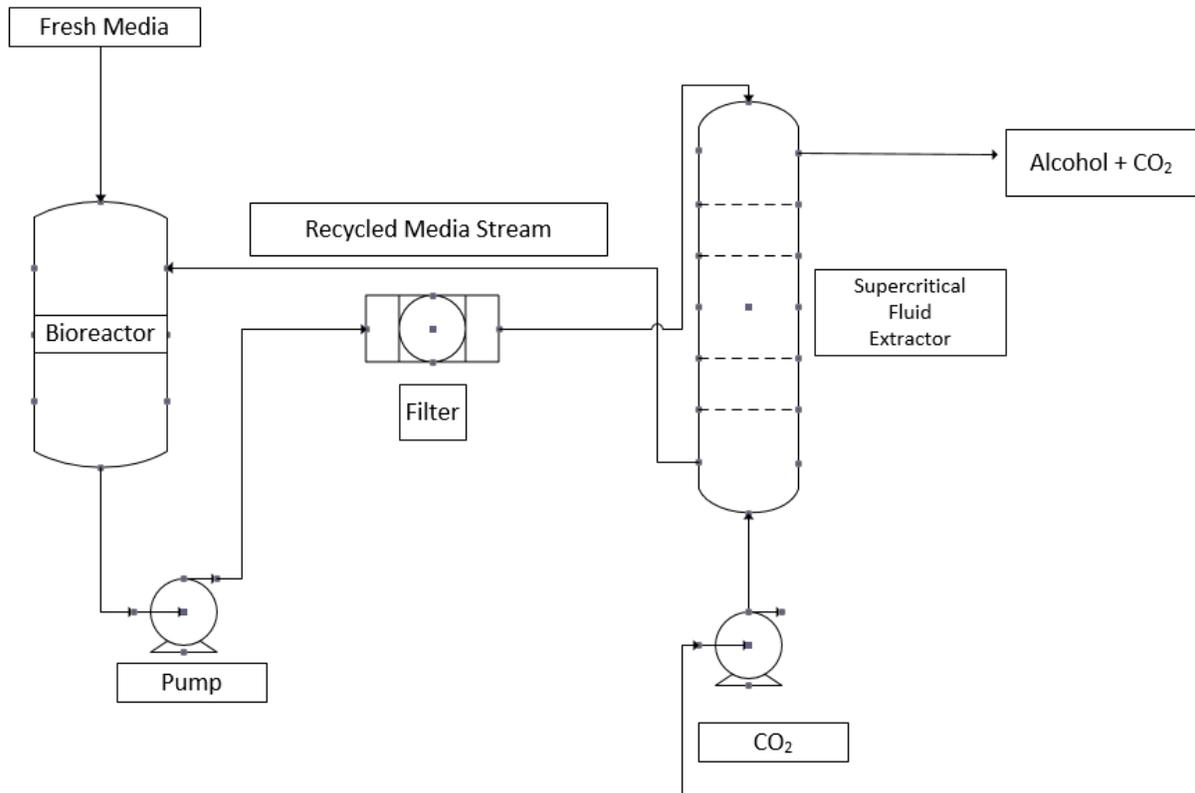 Fresh Media
Alcohol + CO₂
Recycled Media Stream
Supercritical
Fluid
Extractor
Bioreactor
Filter
Pump
CO₂